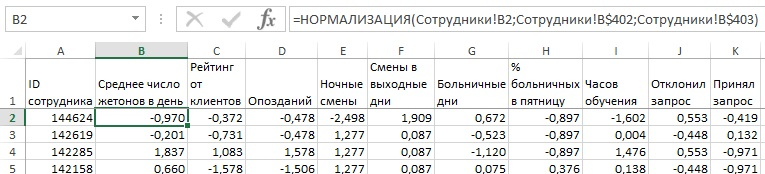 B2 =НОРМАЛИЗАЦИЯ(Сотрудники!B2;Сотрудники!B$402;Сотрудники!B$403)
A B C D E F G H I J K
1 ID сотрудника Среднее число жетонов в день Рейтинг от клиентов Опозданий Ночные смены Смены в выходные дни Больничные дни % больничных в пятницу Часов обучения Отклонил запрос Принял запрос
2 144624 -0,970 -0,372 -0,478 -2,498 1,909 0,672 -0,897 -1,602 0,553 -0,419
3 142619 -0,201 -0,731 -0,478 1,277 0,087 -0,523 -0,897 0,004 -0,448 0,132
4 142285 1,837 1,083 1,578 1,277 0,087 -1,120 -0,897 1,476 0,553 -0,971
5 142158 0,660 -1,578 -1,506 1,277 0,087 0,075 0,376 0,138 -0,448 -0,971